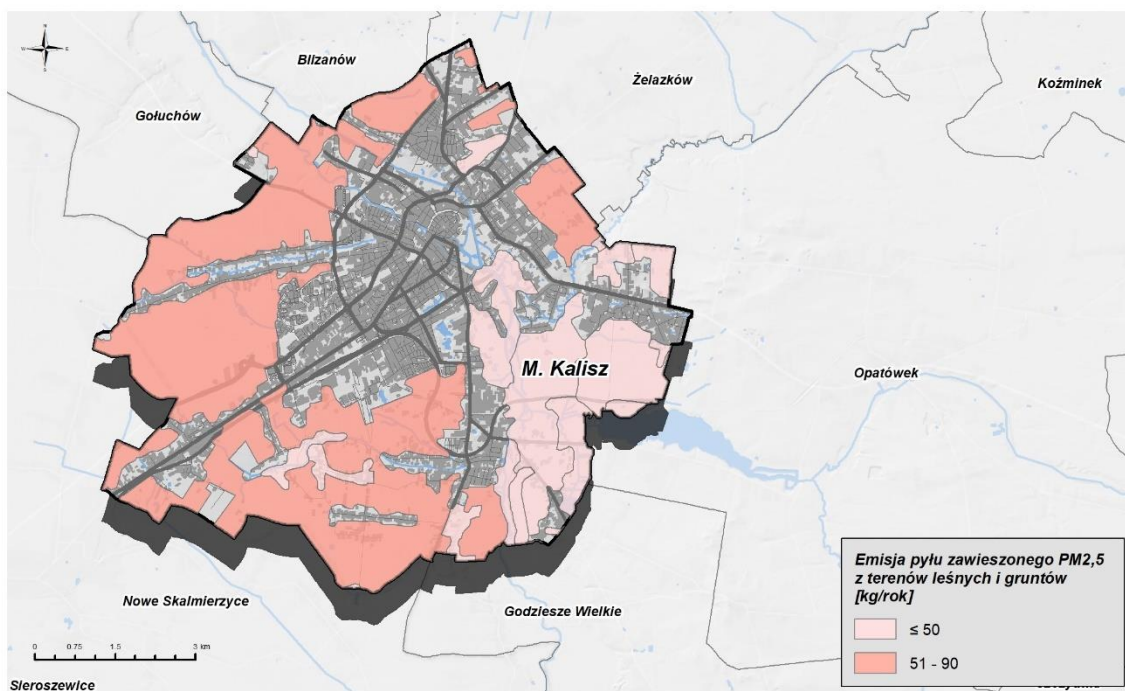 N
W E
S
Blizanów
Żelazków
Koźminek
Gołuchów
M. Kalisz
Opatówek
Nowe Skalmierzyce
Godziesze Wielkie
0 0.75 1.5 3 km
Sieroszewice
Emisja pyłu zawieszonego PM2,5
z terenów leśnych i gruntów
[kg/rok]
≤ 50
51 - 90